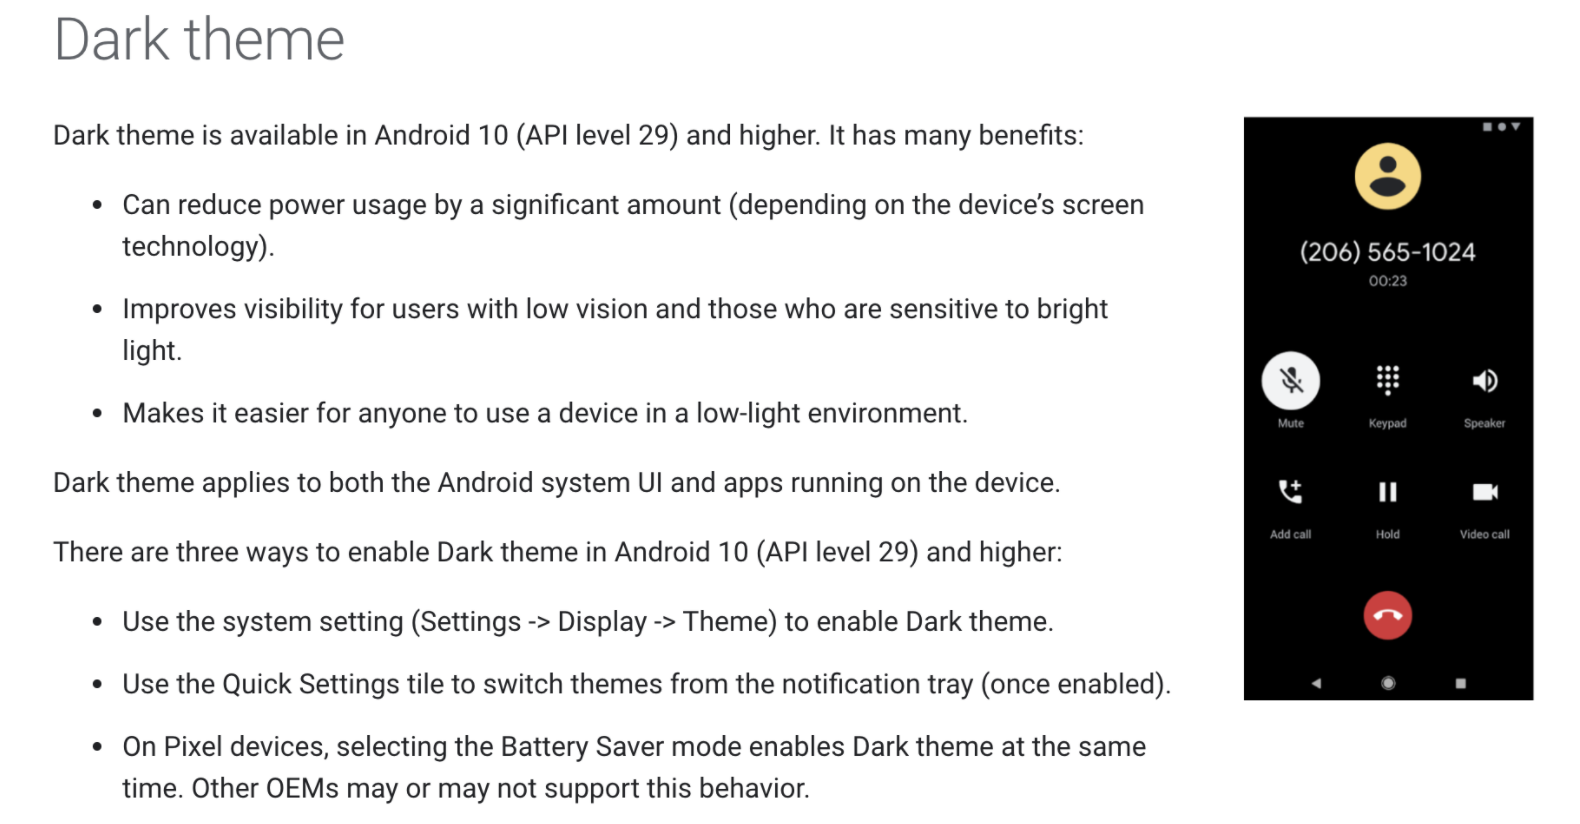 Dark theme
Dark theme is available in Android 10 (API level 29) and higher. It has many benefits:
• Can reduce power usage by a significant amount (depending on the device’s screen
technology).
• Improves visibility for users with low vision and those who are sensitive to bright
light.
• Makes it easier for anyone to use a device in a low-light environment.
Dark theme applies to both the Android system UI and apps running on the device.
There are three ways to enable Dark theme in Android 10 (API level 29) and higher:
• Use the system setting (Settings -> Display -> Theme) to enable Dark theme.
• Use the Quick Settings tile to switch themes from the notification tray (once enabled).
• On Pixel devices, selecting the Battery Saver mode enables Dark theme at the same
time. Other OEMs may or may not support this behavior.
(206) 565-1024
00:23
Mute Keypad Speaker
Add call Hold Video call